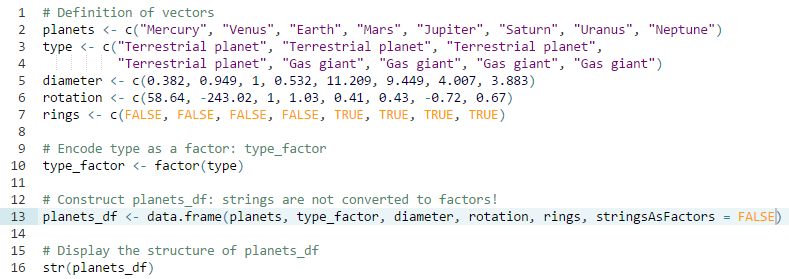 1 # Definition of vectors
2 planets <- c("Mercury", "Venus", "Earth", "Mars", "Jupiter", "Saturn", "Uranus", "Neptune")
3 type <- c("Terrestrial planet", "Terrestrial planet", "Terrestrial planet",
4 "Terrestrial planet", "Gas giant", "Gas giant", "Gas giant", "Gas giant")
5 diameter <- c(0.382, 0.949, 1, 0.532, 11.209, 9.449, 4.007, 3.883)
6 rotation <- c(58.64, -243.02, 1, 1.03, 0.41, 0.43, -0.72, 0.67)
7 rings <- c(FALSE, FALSE, FALSE, FALSE, TRUE, TRUE, TRUE, TRUE)
8
9 # Encode type as a factor: type_factor
10 type_factor <- factor(type)
11
12 # Construct planets_df: strings are not converted to factors!
13 planets_df <- data.frame(planets, type_factor, diameter, rotation, rings, stringsAsFactors = FALSE)
14
15 # Display the structure of planets_df
16 str(planets_df)